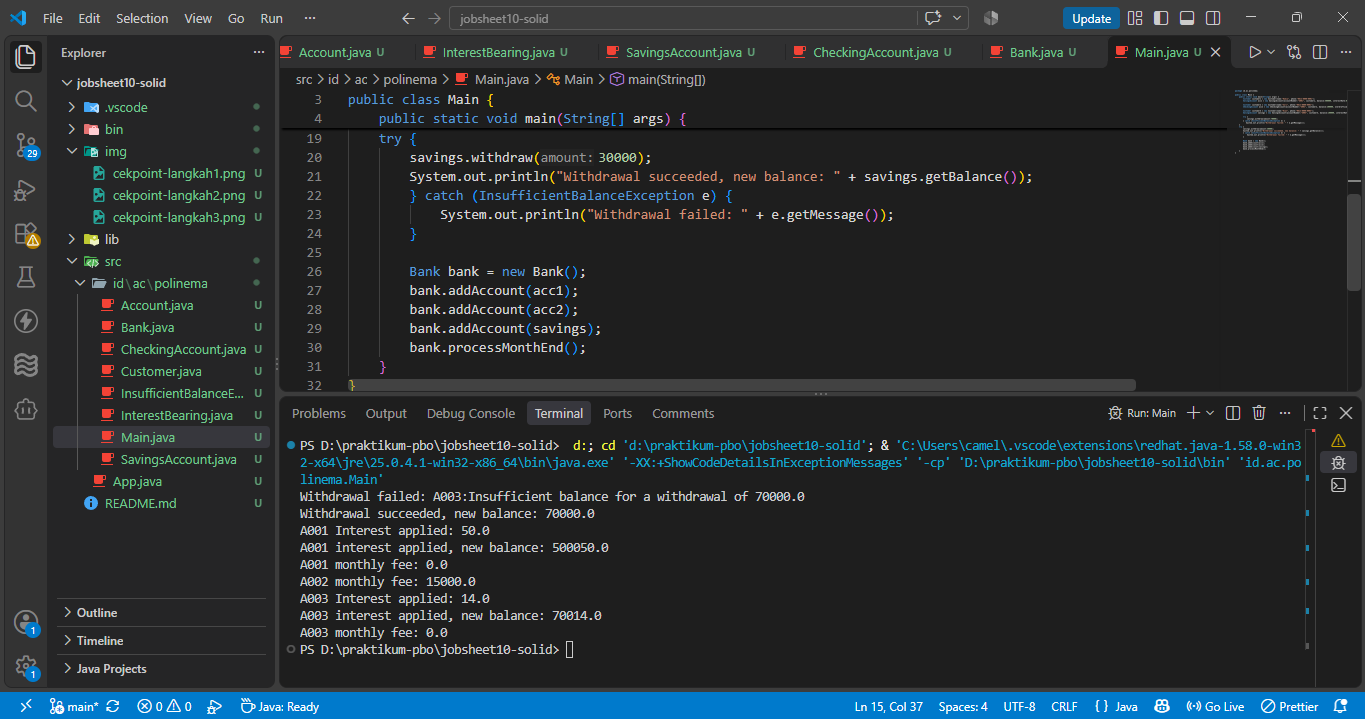 File Edit Selection View Go Run ··· jobsheet10-solid Update
Explorer ···
jobsheet10-solid
.vscode
bin
img
cekpoint-langkah1.png U
cekpoint-langkah2.png U
cekpoint-langkah3.png U
lib
src
id\ac\polinema
Account.java U
Bank.java U
CheckingAccount.java U
Customer.java U
InsufficientBalanceE... U
InterestBearing.java U
Main.java U
SavingsAccount.java U
App.java U
README.md U
Outline
Timeline
Java Projects
29
1
1
Account.java U InterestBearing.java U SavingsAccount.java U CheckingAccount.java U Bank.java U Main.java U
src > id > ac > polinema > Main.java > Main > main(String[])
3 public class Main {
4 public static void main(String[] args) {
19 try {
20 savings.withdraw(amount: 30000);
21 System.out.println("Withdrawal succeeded, new balance: " + savings.getBalance());
22 } catch (InsufficientBalanceException e) {
23 System.out.println("Withdrawal failed: " + e.getMessage());
24 }
25
26 Bank bank = new Bank();
27 bank.addAccount(acc1);
28 bank.addAccount(acc2);
29 bank.addAccount(savings);
30 bank.processMonthEnd();
31 }
32 }
Problems Output Debug Console Terminal Ports Comments Run: Main
PS D:\praktikum-pbo\jobsheet10-solid> d:; cd 'd:\praktikum-pbo\jobsheet10-solid'; & 'C:\Users\camel\.vscode\extensions\redhat.java-1.58.0-win3
2-x64\jre\25.0.4.1-win32-x86_64\bin\java.exe' '-XX:+ShowCodeDetailsInExceptionMessages' '-cp' 'D:\praktikum-pbo\jobsheet10-solid\bin' 'id.ac.po
linema.Main'
Withdrawal failed: A003:Insufficient balance for a withdrawal of 70000.0
Withdrawal succeeded, new balance: 70000.0
A001 Interest applied: 50.0
A001 interest applied, new balance: 500050.0
A001 monthly fee: 0.0
A002 monthly fee: 15000.0
A003 Interest applied: 14.0
A003 interest applied, new balance: 70014.0
A003 monthly fee: 0.0
PS D:\praktikum-pbo\jobsheet10-solid>
main* 0 0 Java: Ready Ln 15, Col 37 Spaces: 4 UTF-8 CRLF { } Java Go Live Prettier